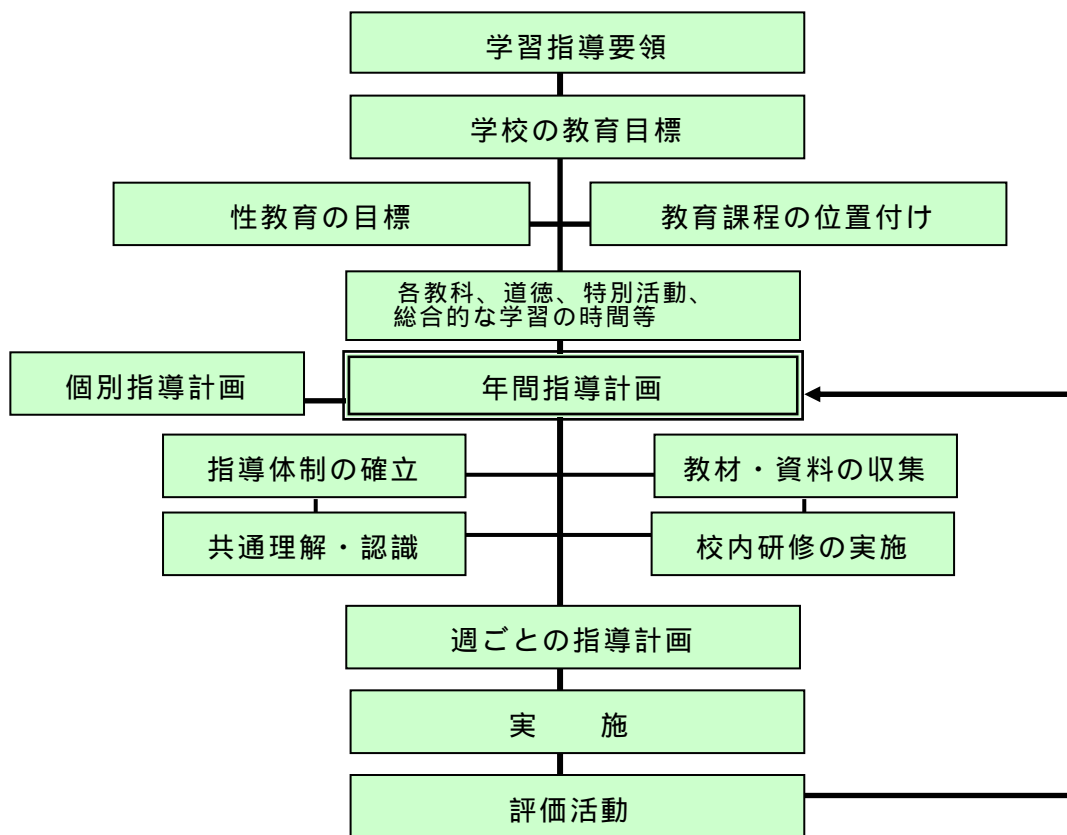 学習指導要領
学校の教育目標
性教育の目標
教育課程の位置付け
各教科、道徳、特別活動、
総合的な学習の時間等
個別指導計画
年間指導計画
指導体制の確立
教材・資料の収集
共通理解・認識
校内研修の実施
週ごとの指導計画
実　　施
評価活動